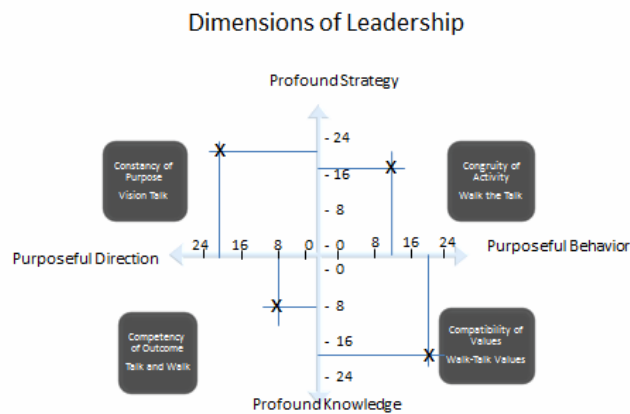 Dimensions of Leadership
Profound Strategy
- 24
- 16
- 8
Constancy of
Purpose
Vision Talk
Congruity of
Activity
Walk the Talk
Purposeful Direction
24 16 8 0 - 0 8 16 24
Purposeful Behavior
- 0
- 8
- 16
- 24
Competency
of Outcome
Talk and Walk
Compatibility of
Values
Walk-Talk Values
Profound Knowledge
X
X
X
X